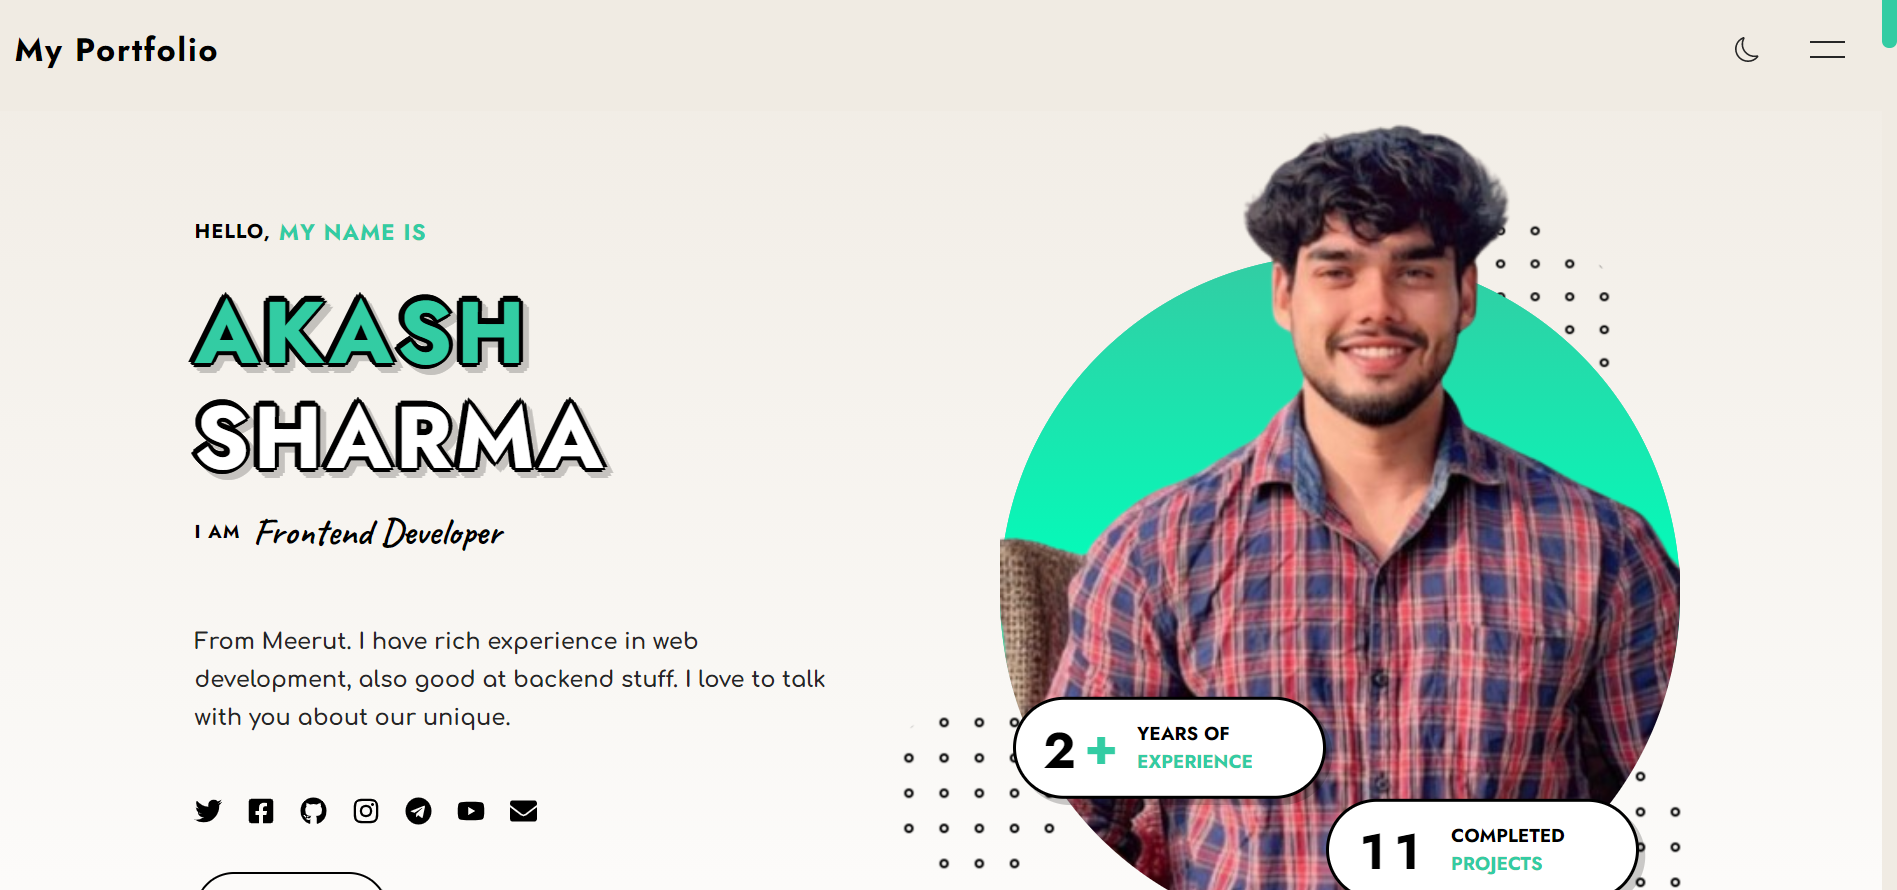 My Portfolio
HELLO, MY NAME IS
AKASH
SHARMA
I AM Frontend Developer
From Meerut. I have rich experience in web
development, also good at backend stuff. I love to talk
with you about our unique.
2+ YEARS OF
EXPERIENCE
11 COMPLETED
PROJECTS